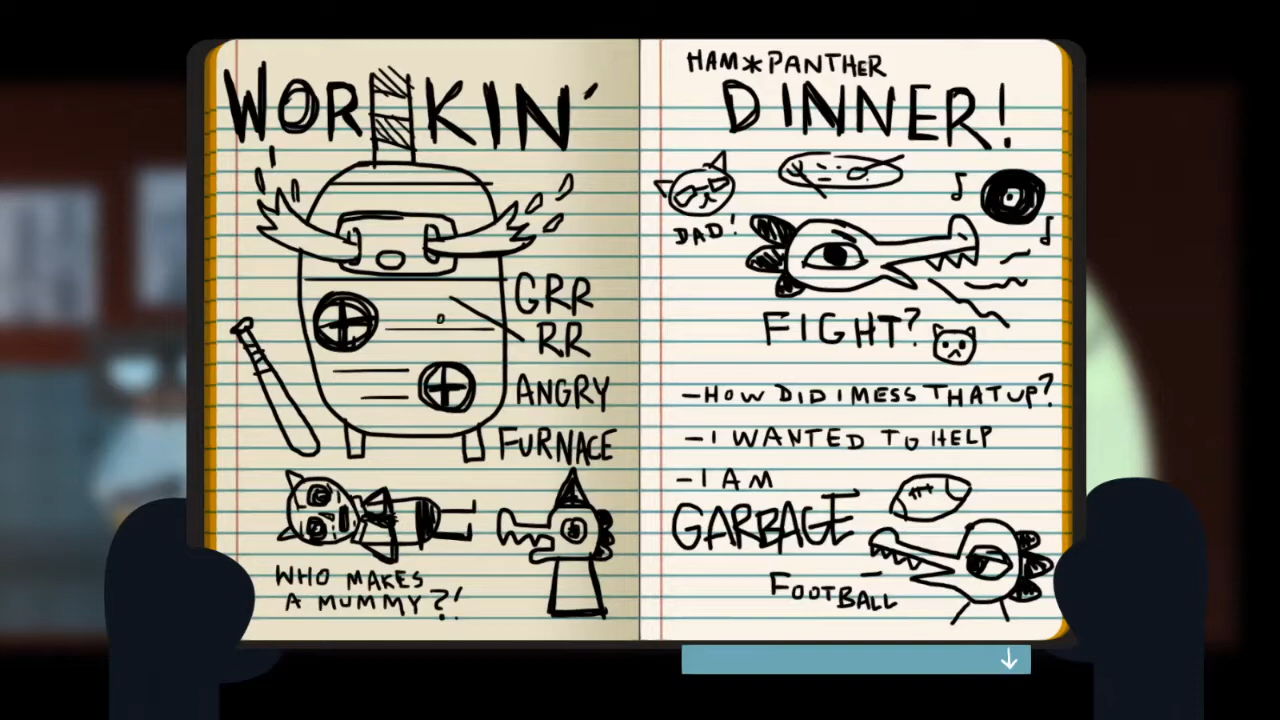 WORKIN'
GRR
RR
ANGRY
FURNACE
WHO MAKES
A MUMMY?!
HAM*PANTHER
DINNER!
DAD!
FIGHT?
-HOW DID I MESS THAT UP?
-I WANTED TO HELP
-I AM
GARBAGE
FOOTBALL